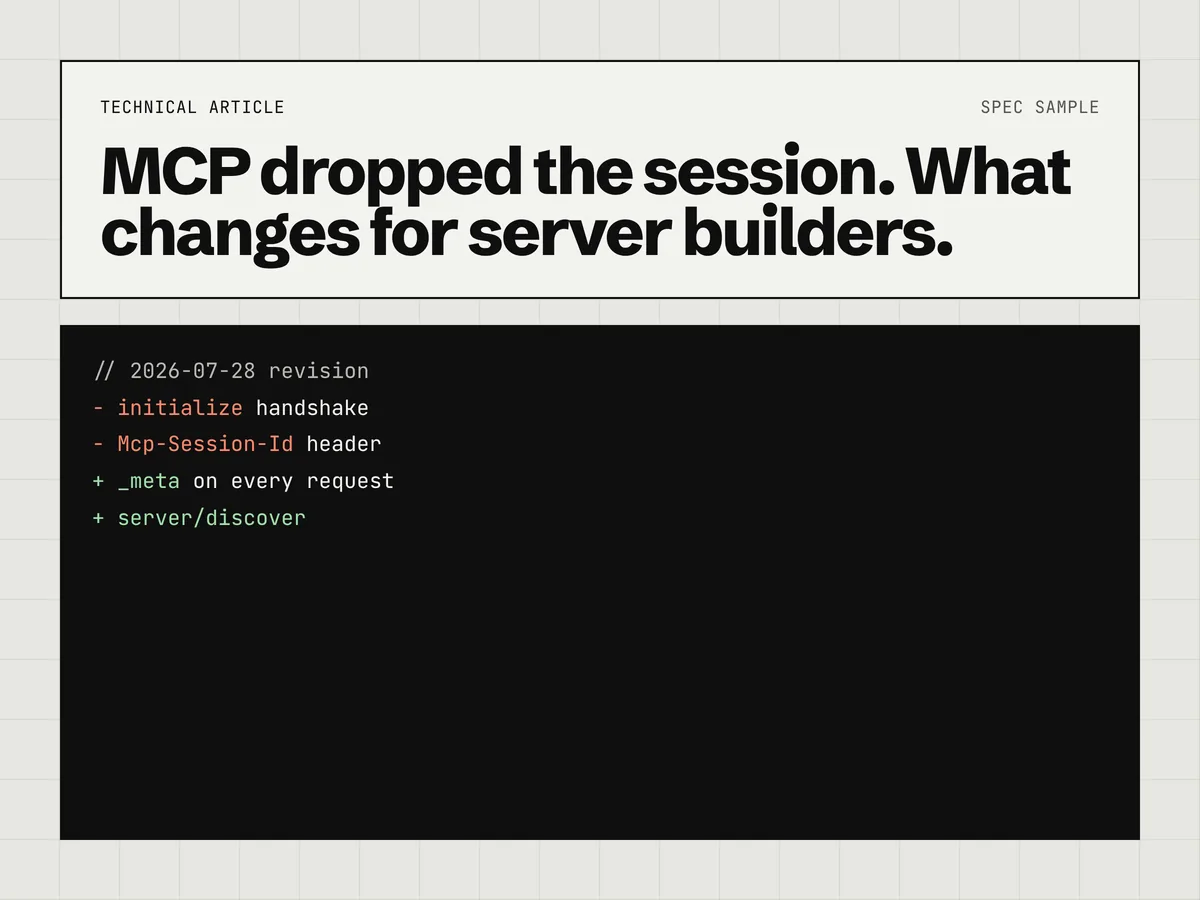 TECHNICAL ARTICLE
SPEC SAMPLE
MCP dropped the session. What
changes for server builders.
// 2026-07-28 revision
- initialize handshake
- Mcp-Session-Id header
+ _meta on every request
+ server/discover